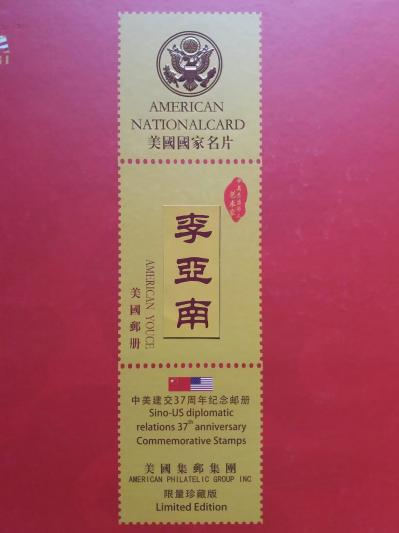 AMERICAN
NATIONALCARD
美國國家名片
李亞南
AMERICAN YOUCE
美國郵册
中美建交37周年纪念邮册
Sino-US diplomatic
relations 37th anniversary
Commemorative Stamps
美國集郵集團
AMERICAN PHILATELIC GROUP INC
限量珍藏版
Limited Edition